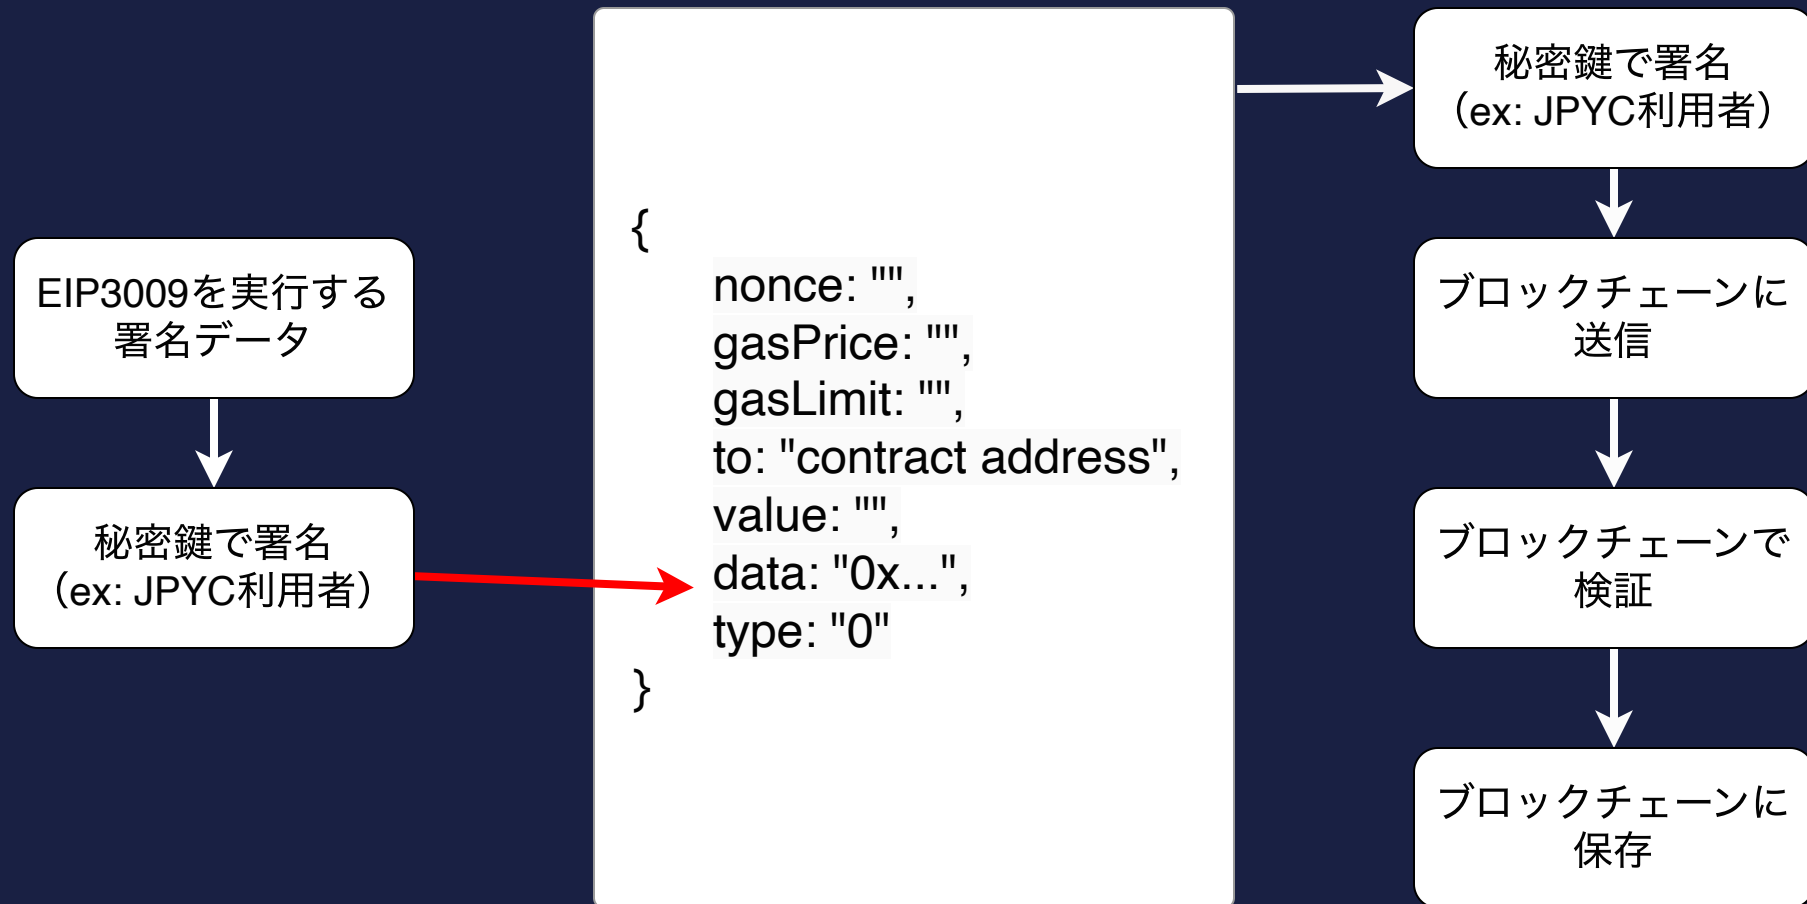 EIP3009を実行する
署名データ
秘密鍵で署名
（ex: JPYC利用者）
{
nonce: "",
gasPrice: "",
gasLimit: "",
to: "contract address",
value: "",
data: "0x...",
type: "0"
}
秘密鍵で署名
（ex: JPYC利用者）
ブロックチェーンに
送信
ブロックチェーンで
検証
ブロックチェーンに
保存